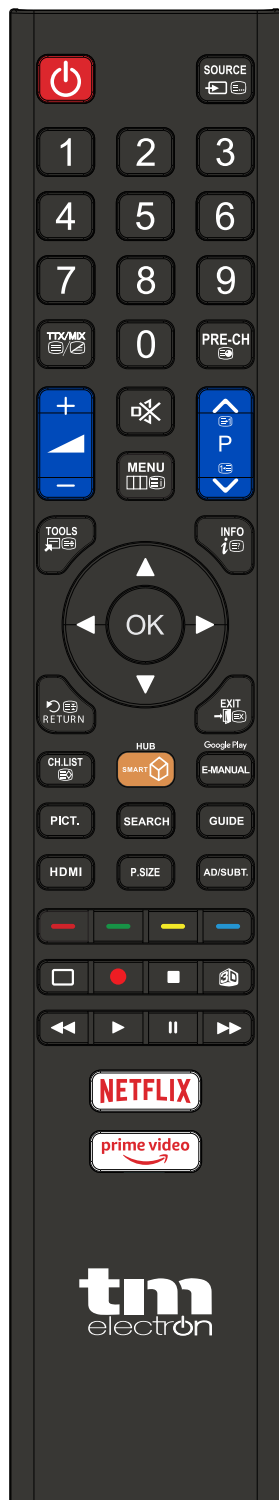 SOURCE
1 2 3
4 5 6
7 8 9
TTX/MIX 0 PRE-CH
+ P
MENU
−
TOOLS INFO
OK
RETURN EXIT
HUB Google Play
CH.LIST SMART E-MANUAL
PICT. SEARCH GUIDE
HDMI P.SIZE AD/SUBT.
3D
NETFLIX
prime video
tm
electron